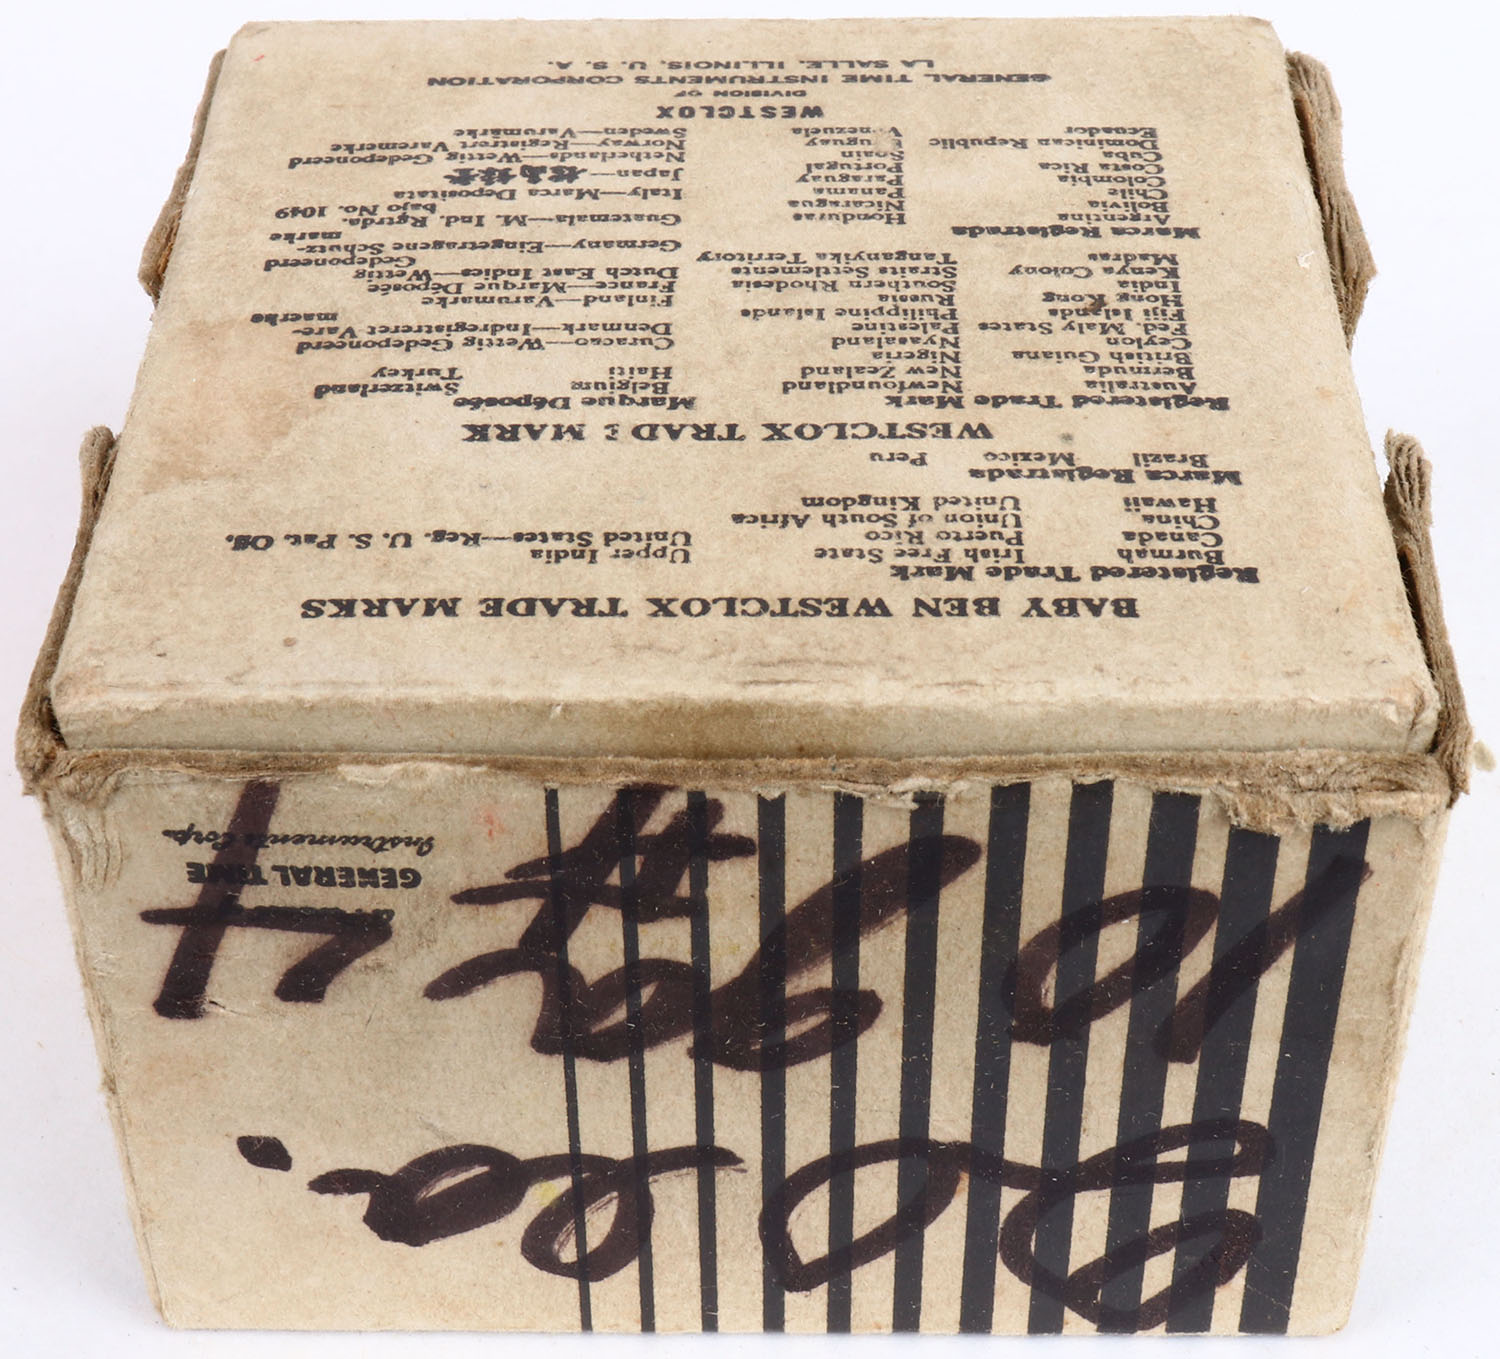 BABY BEN WESTCLOX TRADE MARKS
Registered Trade Mark
Burmah Irish Free State Upper India
Canada Puerto Rico United States—Reg. U. S. Pat. Off.
China Union of South Africa
Hawaii United Kingdom
Marca Registrada
Brazil Mexico Peru
WESTCLOX TRADE MARK
Registered Trade Mark Marque Déposée
Australia Newfoundland Belgium Switzerland
Bermuda New Zealand Haiti Turkey
British Guiana Nigeria
Ceylon Nyasaland Curacao—Wettig Gedeponeerd
Fed. Maly States Palestine Denmark—Indregistreret Vare-
Fiji Islands Philippine Islands maerke
Hong Kong Russia Finland—Varumarke
India Southern Rhodesia France—Marque Déposée
Kenya Colony Straits Settlements Dutch East Indies—Wettig
Madras Tanganyika Territory Gedeponeerd
Marca Registrada Germany—Eingetragene Schutz-
marke
Argentina Honduras Guatemala—M. Ind. Rgtrda.
Bolivia Nicaragua bajo No. 1049
Chile Panama Italy—Marca Depositata
Colombia Paraguay Japan—
Costa Rica Portugal Netherlands—Wettig Gedeponeerd
Cuba Spain Norway—Registrert Varemerke
Dominican Republic Uruguay Sweden—Varumärke
Ecuador Venezuela
WESTCLOX
DIVISION OF
GENERAL TIME INSTRUMENTS CORPORATION
LA SALLE, ILLINOIS, U. S. A.
GENERAL TIME
Instruments Corp.